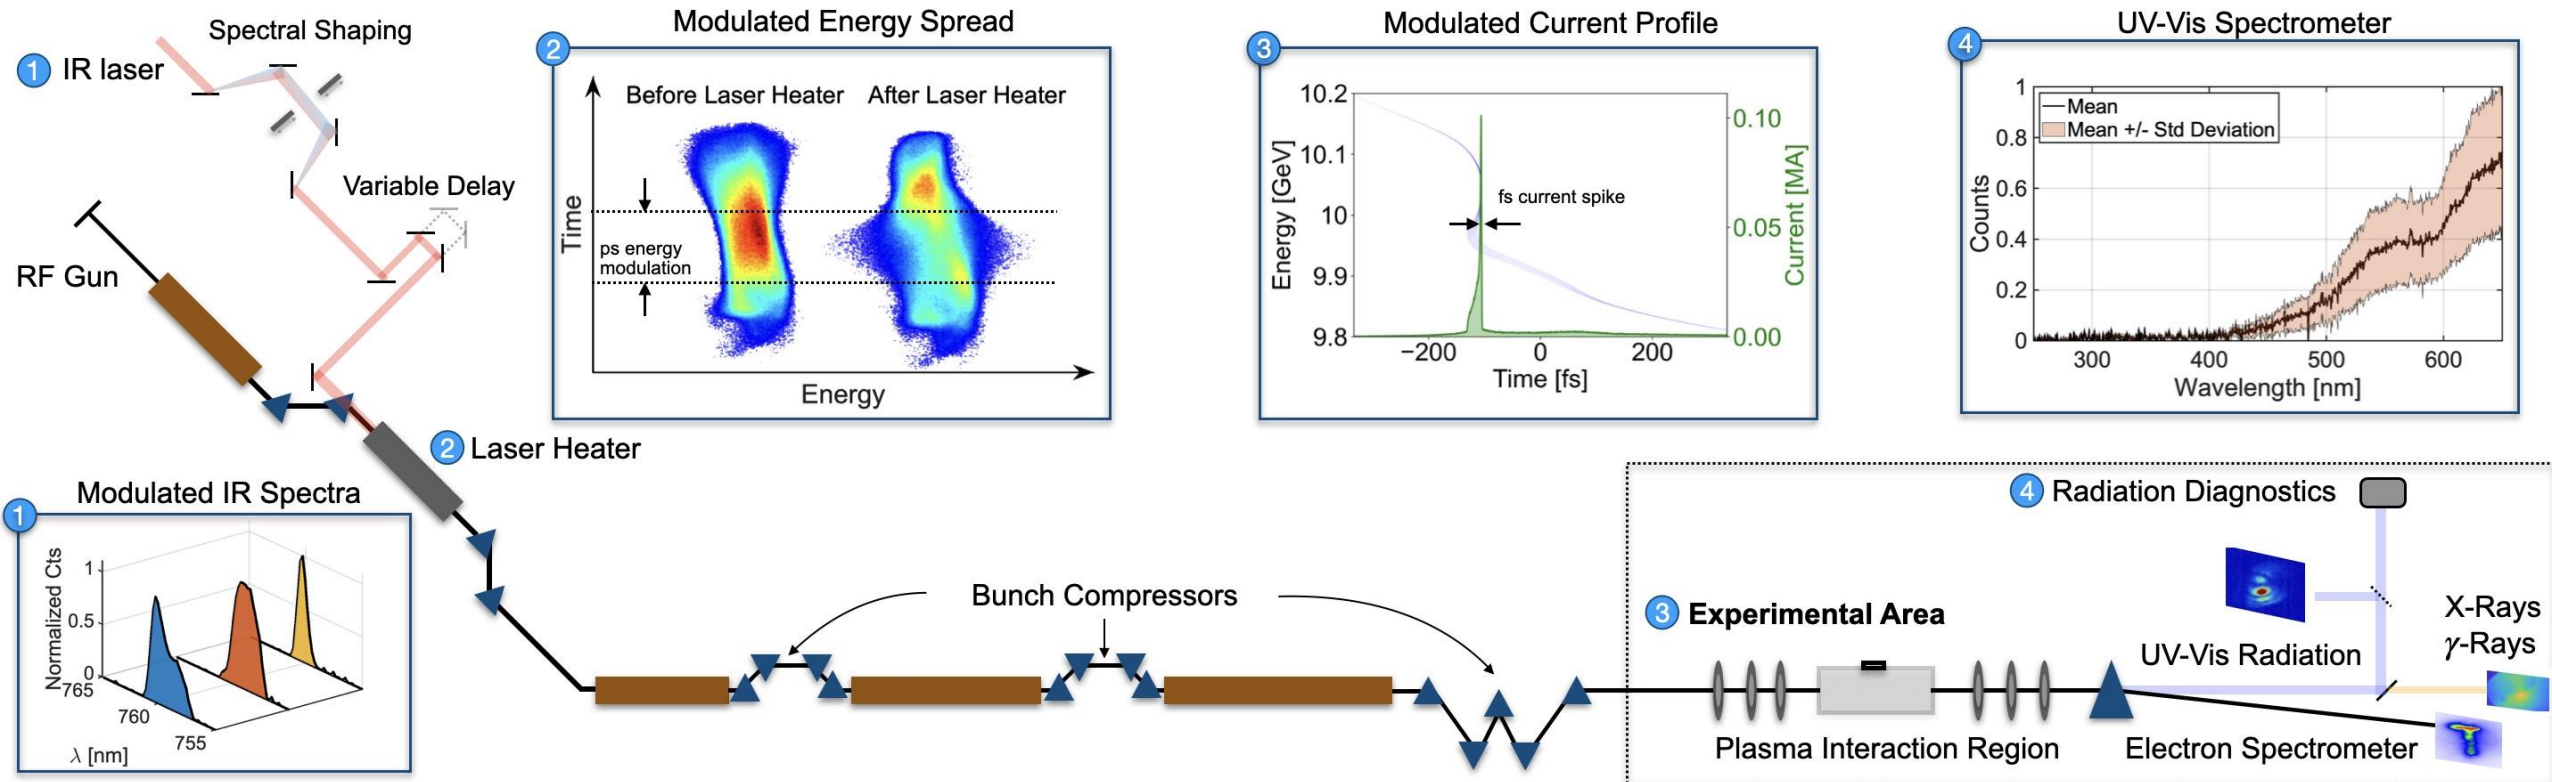 Spectral Shaping
1 IR laser
Variable Delay
RF Gun
2 Laser Heater
Modulated IR Spectra
1
Normalized Cts
1
0.5
0
765
760
755
λ [nm]
Modulated Energy Spread
2
Before Laser Heater
After Laser Heater
Time
ps energy
modulation
Energy
Modulated Current Profile
3
10.2
10.1
10
9.9
9.8
Energy [GeV]
fs current spike
0.10
0.05
0.00
Current [MA]
−200
0
200
Time [fs]
UV-Vis Spectrometer
4
Mean
Mean +/- Std Deviation
Counts
1
0.8
0.6
0.4
0.2
0
300
400
500
600
Wavelength [nm]
Bunch Compressors
4 Radiation Diagnostics
3 Experimental Area
X-Rays
γ-Rays
UV-Vis Radiation
Plasma Interaction Region
Electron Spectrometer